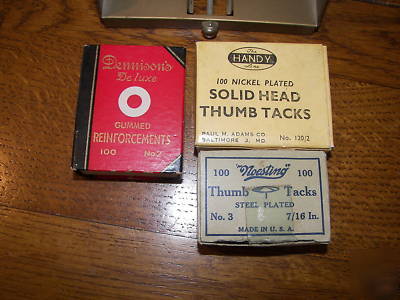 Dennison's
De luxe
GUMMED
REINFORCEMENTS
100 No 2
The
HANDY
Line
100 NICKEL PLATED
SOLID HEAD
THUMB TACKS
PAUL M. ADAMS CO.
BALTIMORE 3, MD. No. 120/2
100 "Noesting" 100
Thumb Tacks
STEEL PLATED
No. 3 7/16 In.
MADE IN U. S. A.